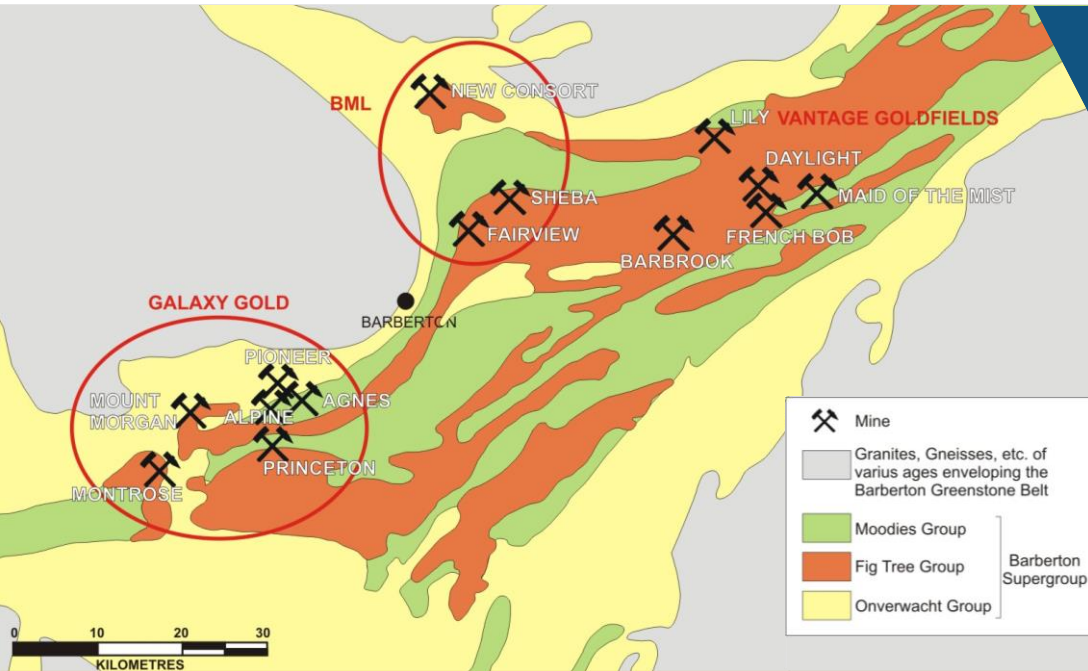 BML
NEW CONSORT
LILY
VANTAGE GOLDFIELDS
DAYLIGHT
SHEBA
MAID OF THE MIST
FAIRVIEW
FRENCH BOB
BARBROOK
GALAXY GOLD
BARBERTON
PIONEER
MOUNT
MORGAN
ALPINE
AGNES
PRINCETON
MONTROSE
Mine
Granites, Gneisses, etc. of
varius ages enveloping the
Barberton Greenstone Belt
Moodies Group
Fig Tree Group
Onverwacht Group
Barberton
Supergroup
0 10 20 30
KILOMETRES